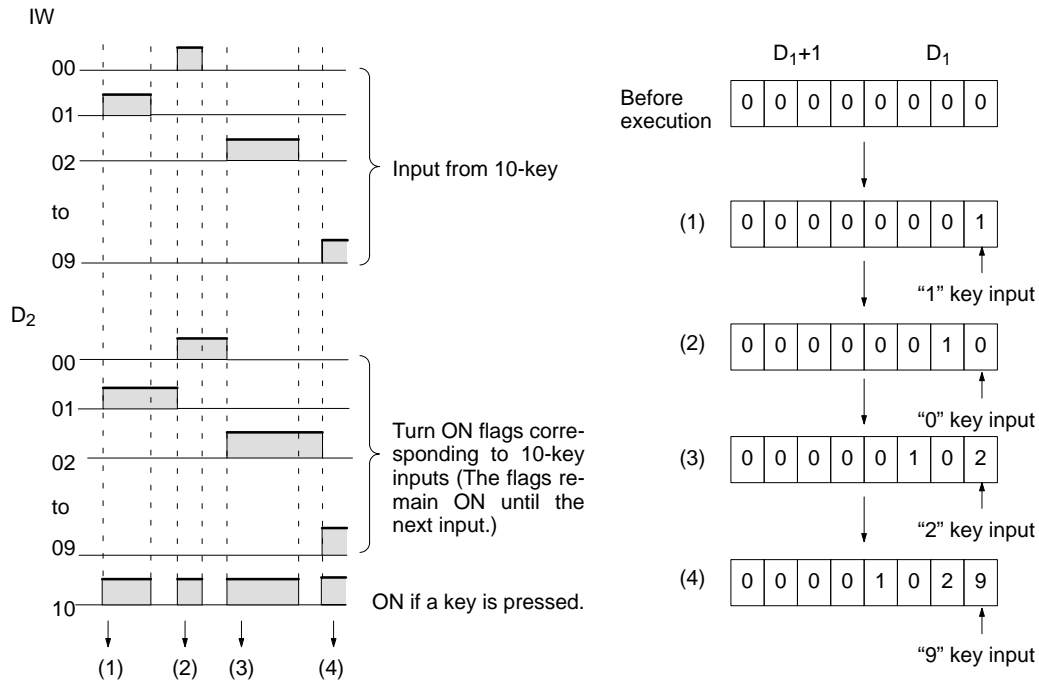 IW
00
01
02
to
09
Input from 10-key
D2
00
01
02
to
09
10
Turn ON flags corre-
sponding to 10-key
inputs (The flags re-
main ON until the
next input.)
ON if a key is pressed.
(1) (2) (3) (4)
D1+1 D1
Before
execution
0 0 0 0 0 0 0 0
(1) 0 0 0 0 0 0 0 1
“1” key input
(2) 0 0 0 0 0 0 1 0
“0” key input
(3) 0 0 0 0 0 1 0 2
“2” key input
(4) 0 0 0 0 1 0 2 9
“9” key input